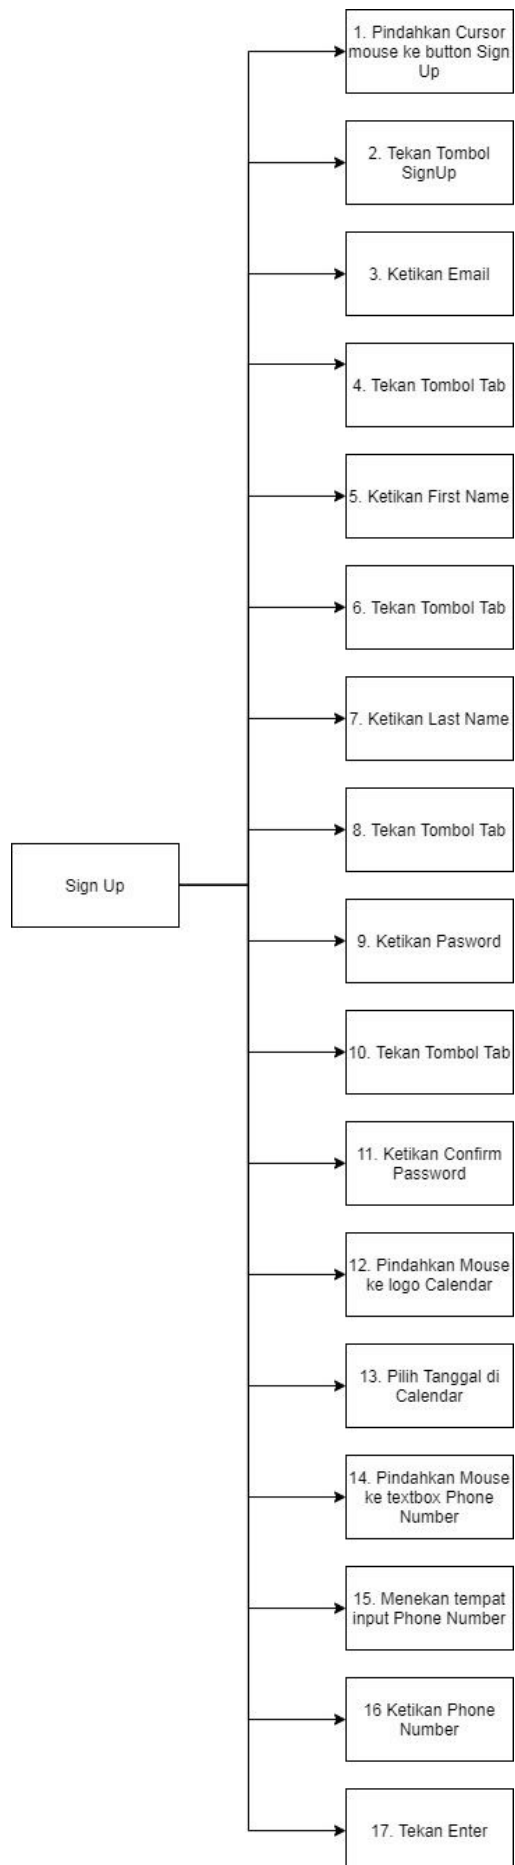 1. Pindahkan Cursor
mouse ke button Sign
Up
2. Tekan Tombol
SignUp
3. Ketikan Email
4. Tekan Tombol Tab
5. Ketikan First Name
6. Tekan Tombol Tab
7. Ketikan Last Name
8. Tekan Tombol Tab
Sign Up
9. Ketikan Pasword
10. Tekan Tombol Tab
11. Ketikan Confirm
Password
12. Pindahkan Mouse
ke logo Calendar
13. Pilih Tanggal di
Calendar
14. Pindahkan Mouse
ke textbox Phone
Number
15. Menekan tempat
input Phone Number
16 Ketikan Phone
Number
17. Tekan Enter